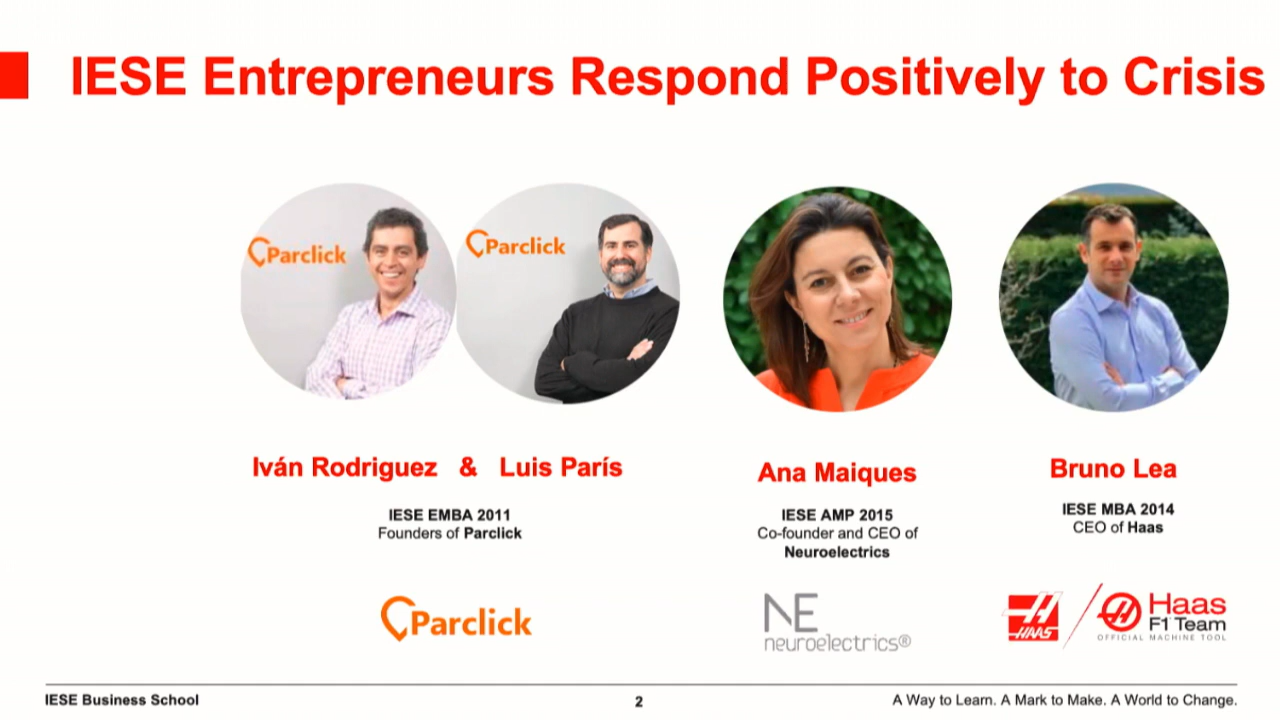 IESE Entrepreneurs Respond Positively to Crisis
Parclick
Parclick
Iván Rodriguez & Luis París
IESE EMBA 2011
Founders of Parclick
Parclick
Ana Maiques
IESE AMP 2015
Co-founder and CEO of
Neuroelectrics
NE
neuroelectrics®
Bruno Lea
IESE MBA 2014
CEO of Haas
HAAS
Haas
F1 Team
OFFICIAL MACHINE TOOL
IESE Business School
2
A Way to Learn. A Mark to Make. A World to Change.